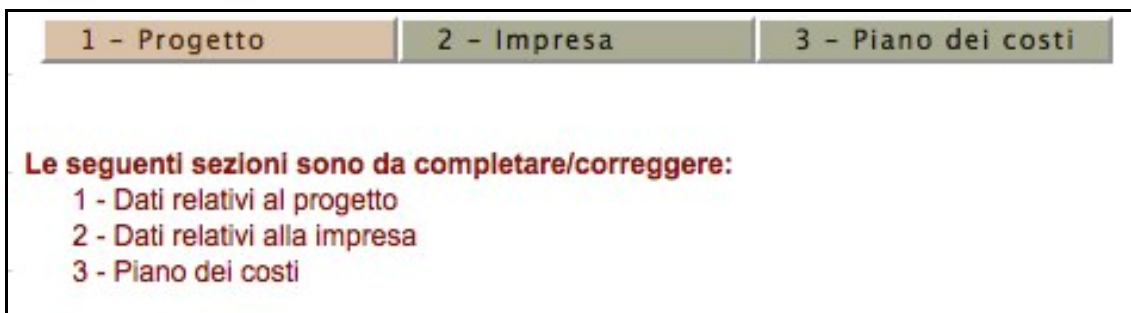 1 – Progetto 2 – Impresa 3 – Piano dei costi
Le seguenti sezioni sono da completare/correggere:
1 - Dati relativi al progetto
2 - Dati relativi alla impresa
3 - Piano dei costi